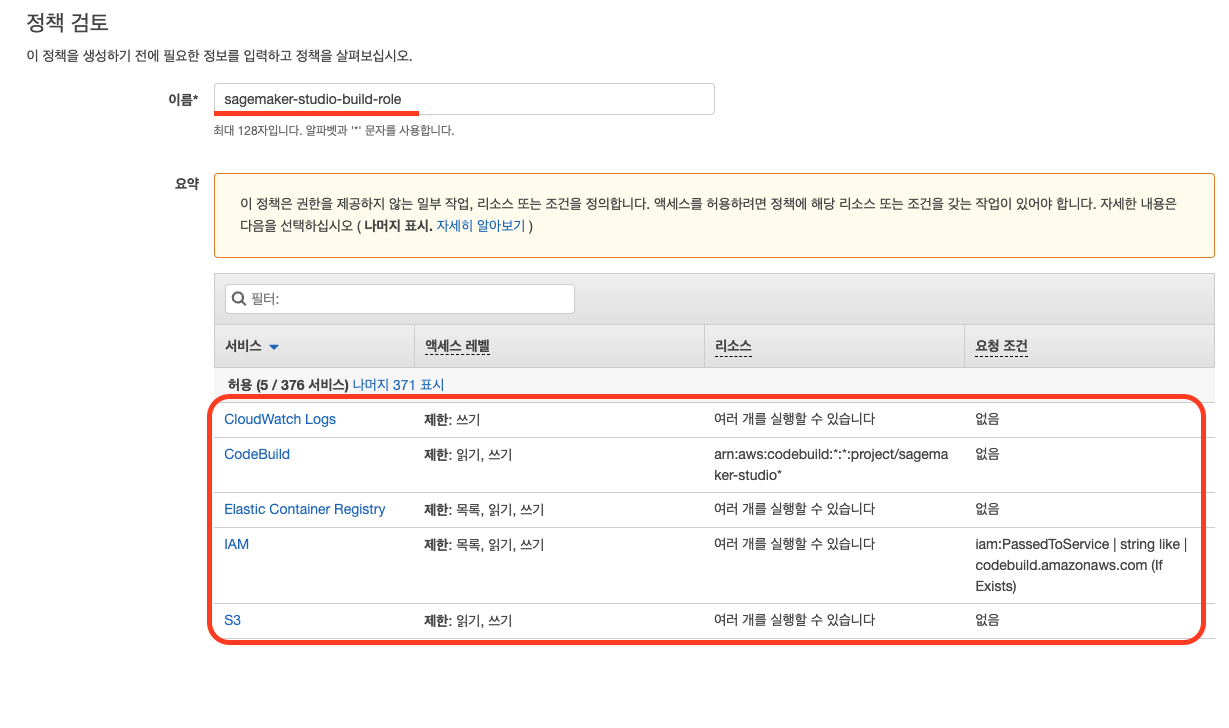 정책 검토
이 정책을 생성하기 전에 필요한 정보를 입력하고 정책을 살펴보십시오.
이름* sagemaker-studio-build-role
최대 128자입니다. 알파벳과 '*' 문자를 사용합니다.
요약
이 정책은 권한을 제공하지 않는 일부 작업, 리소스 또는 조건을 정의합니다. 액세스를 허용하려면 정책에 해당 리소스 또는 조건을 갖는 작업이 있어야 합니다. 자세한 내용은
다음을 선택하십시오 ( 나머지 표시. 자세히 알아보기 )
필터:
서비스 액세스 레벨 리소스 요청 조건
허용 (5 / 376 서비스) 나머지 371 표시
CloudWatch Logs 제한: 쓰기 여러 개를 실행할 수 있습니다 없음
CodeBuild 제한: 읽기, 쓰기 arn:aws:codebuild:*:*:project/sagema 없음
ker-studio*
Elastic Container Registry 제한: 목록, 읽기, 쓰기 여러 개를 실행할 수 있습니다 없음
IAM 제한: 목록, 읽기, 쓰기 여러 개를 실행할 수 있습니다 iam:PassedToService | string like |
codebuild.amazonaws.com (If
Exists)
S3 제한: 읽기, 쓰기 여러 개를 실행할 수 있습니다 없음